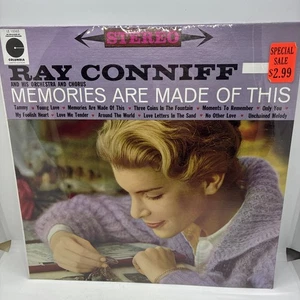 STEREO
COLUMBIA
SPECIAL
SALE
$2.99
RAY CONNIFF
AND HIS ORCHESTRA AND CHORUS
MEMORIES ARE MADE OF THIS
Tammy • Young Love • Memories Are Made Of This • Three Coins In The Fountain • Moments To Remember • Only You •
My Foolish Heart • Love Me Tender • Around The World • Love Letters In The Sand • No Other Love • Unchained Melody